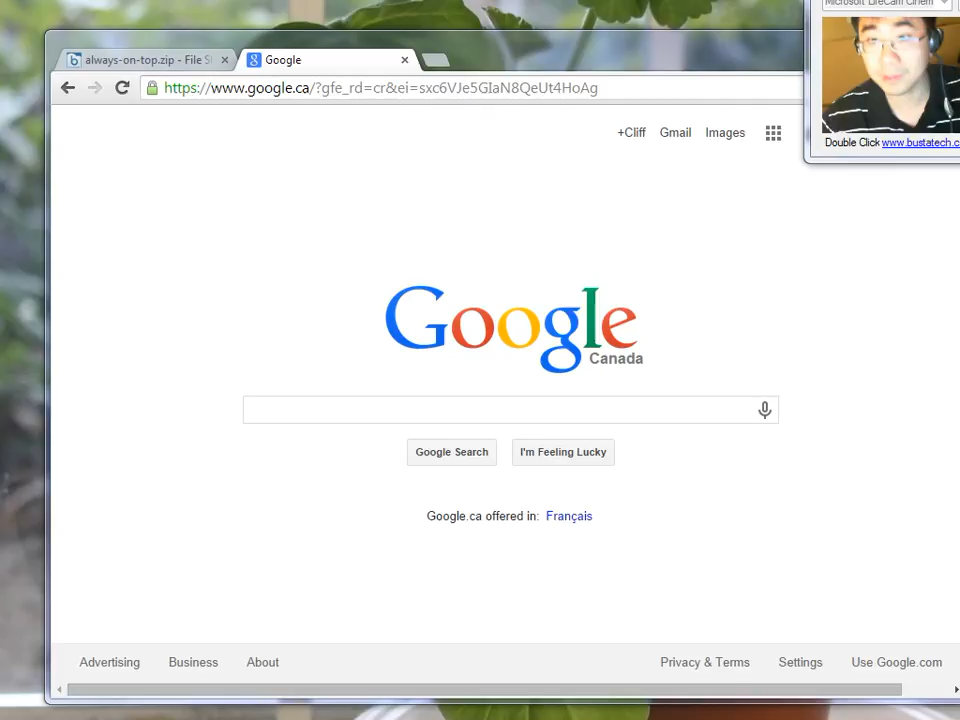 Microsoft LifeCam Cinem
always-on-top.zip - File S
Google
https://www.google.ca/?gfe_rd=cr&ei=sxc6VJe5GIaN8QeUt4HoAg
+Cliff Gmail Images
Double Click www.bustatech.c
Google
Canada
Google Search I'm Feeling Lucky
Google.ca offered in: Français
Advertising Business About Privacy & Terms Settings Use Google.com